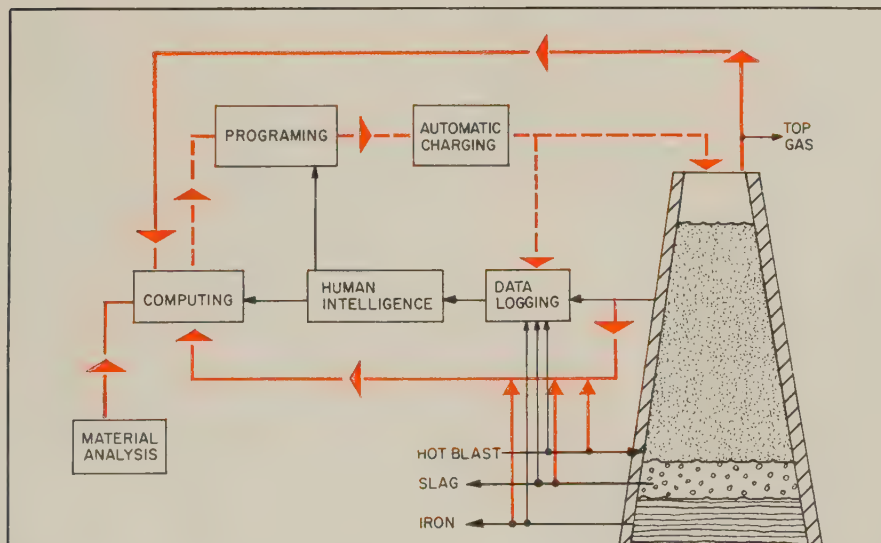 TOP
GAS
PROGRAMING
AUTOMATIC
CHARGING
COMPUTING
HUMAN
INTELLIGENCE
DATA
LOGGING
MATERIAL
ANALYSIS
HOT BLAST
SLAG
IRON